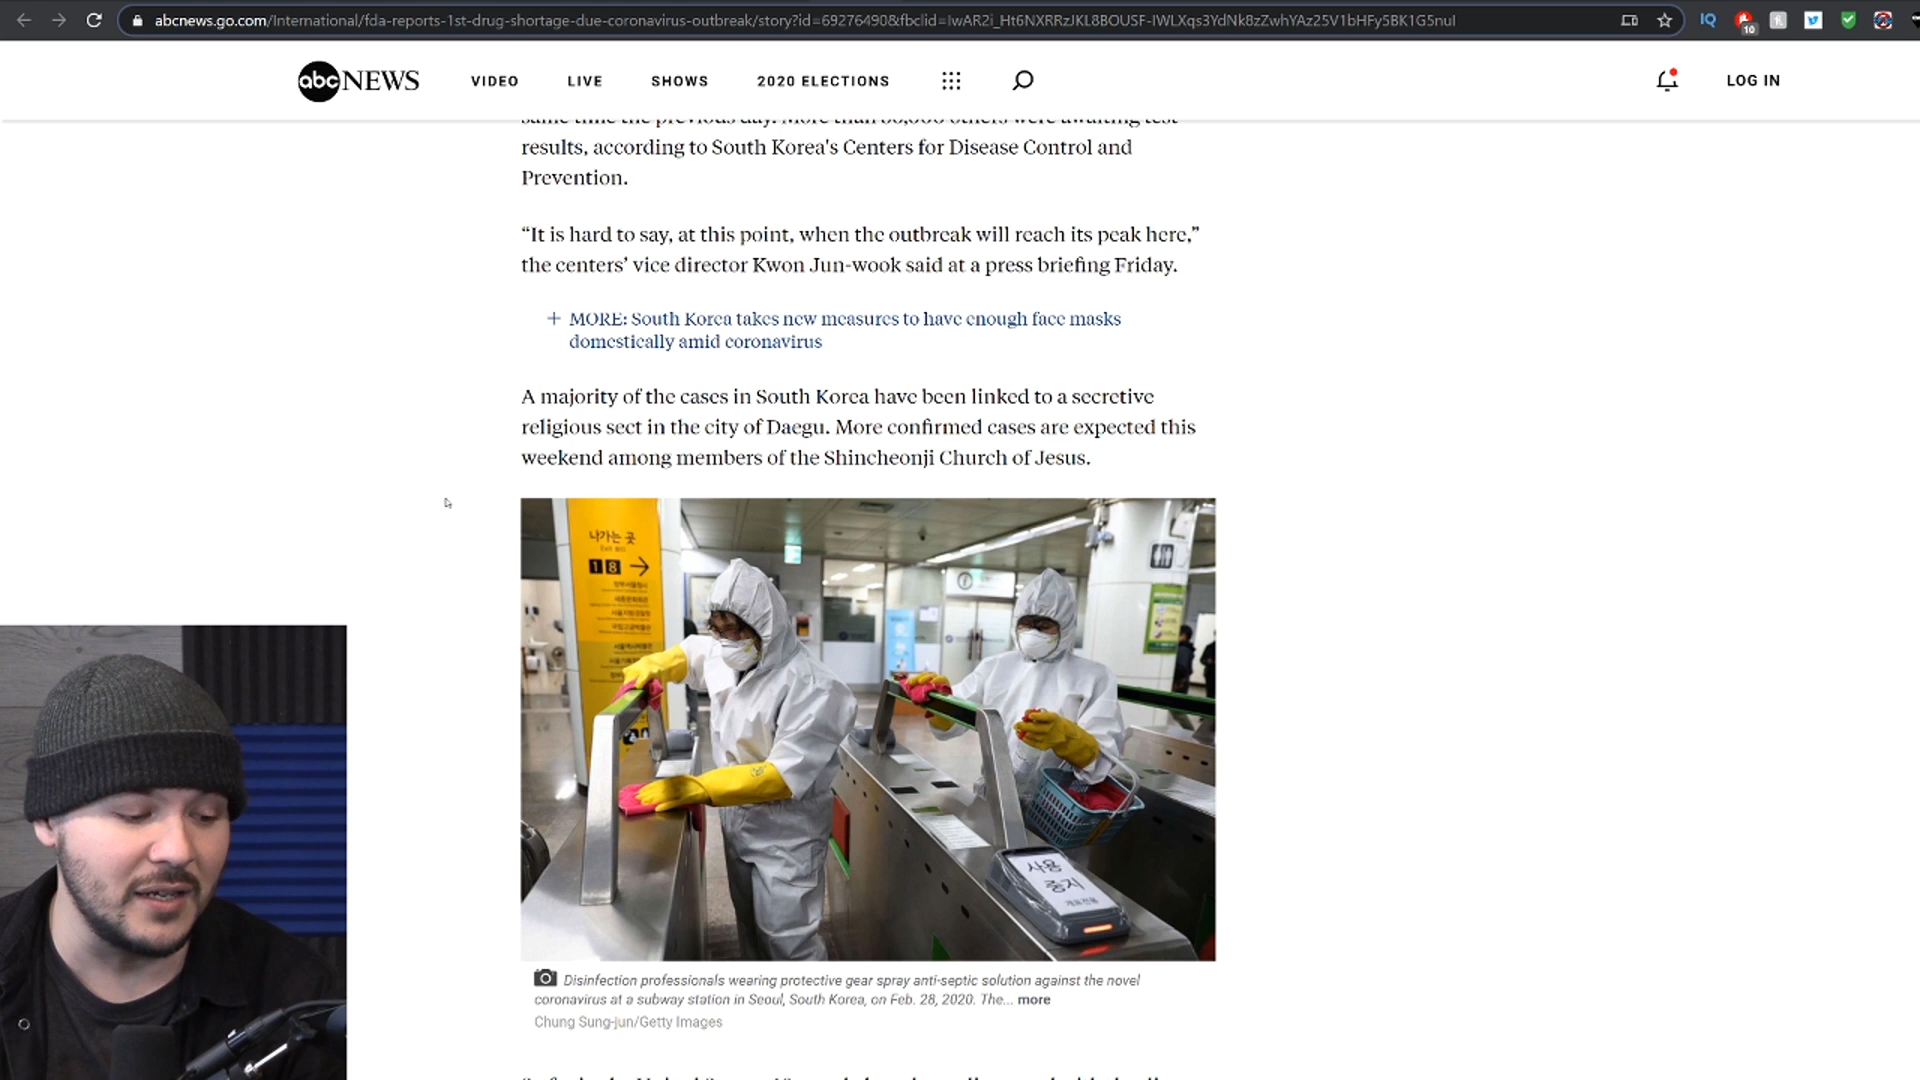 abcnews.go.com/International/fda-reports-1st-drug-shortage-due-coronavirus-outbreak/story?id=69276490&fbclid=IwAR2i_Ht6NXRRzJKL8BOUSF-IWLXqs3YdNk8zZwhYAz25V1bHFy5BK1G5nuI
IQ
10
abc NEWS
VIDEO
LIVE
SHOWS
2020 ELECTIONS
LOG IN
results, according to South Korea's Centers for Disease Control and
Prevention.
“It is hard to say, at this point, when the outbreak will reach its peak here,”
the centers’ vice director Kwon Jun-wook said at a press briefing Friday.
+ MORE: South Korea takes new measures to have enough face masks
domestically amid coronavirus
A majority of the cases in South Korea have been linked to a secretive
religious sect in the city of Daegu. More confirmed cases are expected this
weekend among members of the Shincheonji Church of Jesus.
나가는 곳
1 8 →
사용
중지
Disinfection professionals wearing protective gear spray anti-septic solution against the novel
coronavirus at a subway station in Seoul, South Korea, on Feb. 28, 2020. The... more
Chung Sung-jun/Getty Images